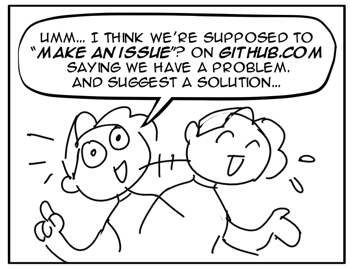 UMM... I THINK WE'RE SUPPOSED TO
"MAKE AN ISSUE"? ON GITHUB.COM
SAYING WE HAVE A PROBLEM.
AND SUGGEST A SOLUTION...